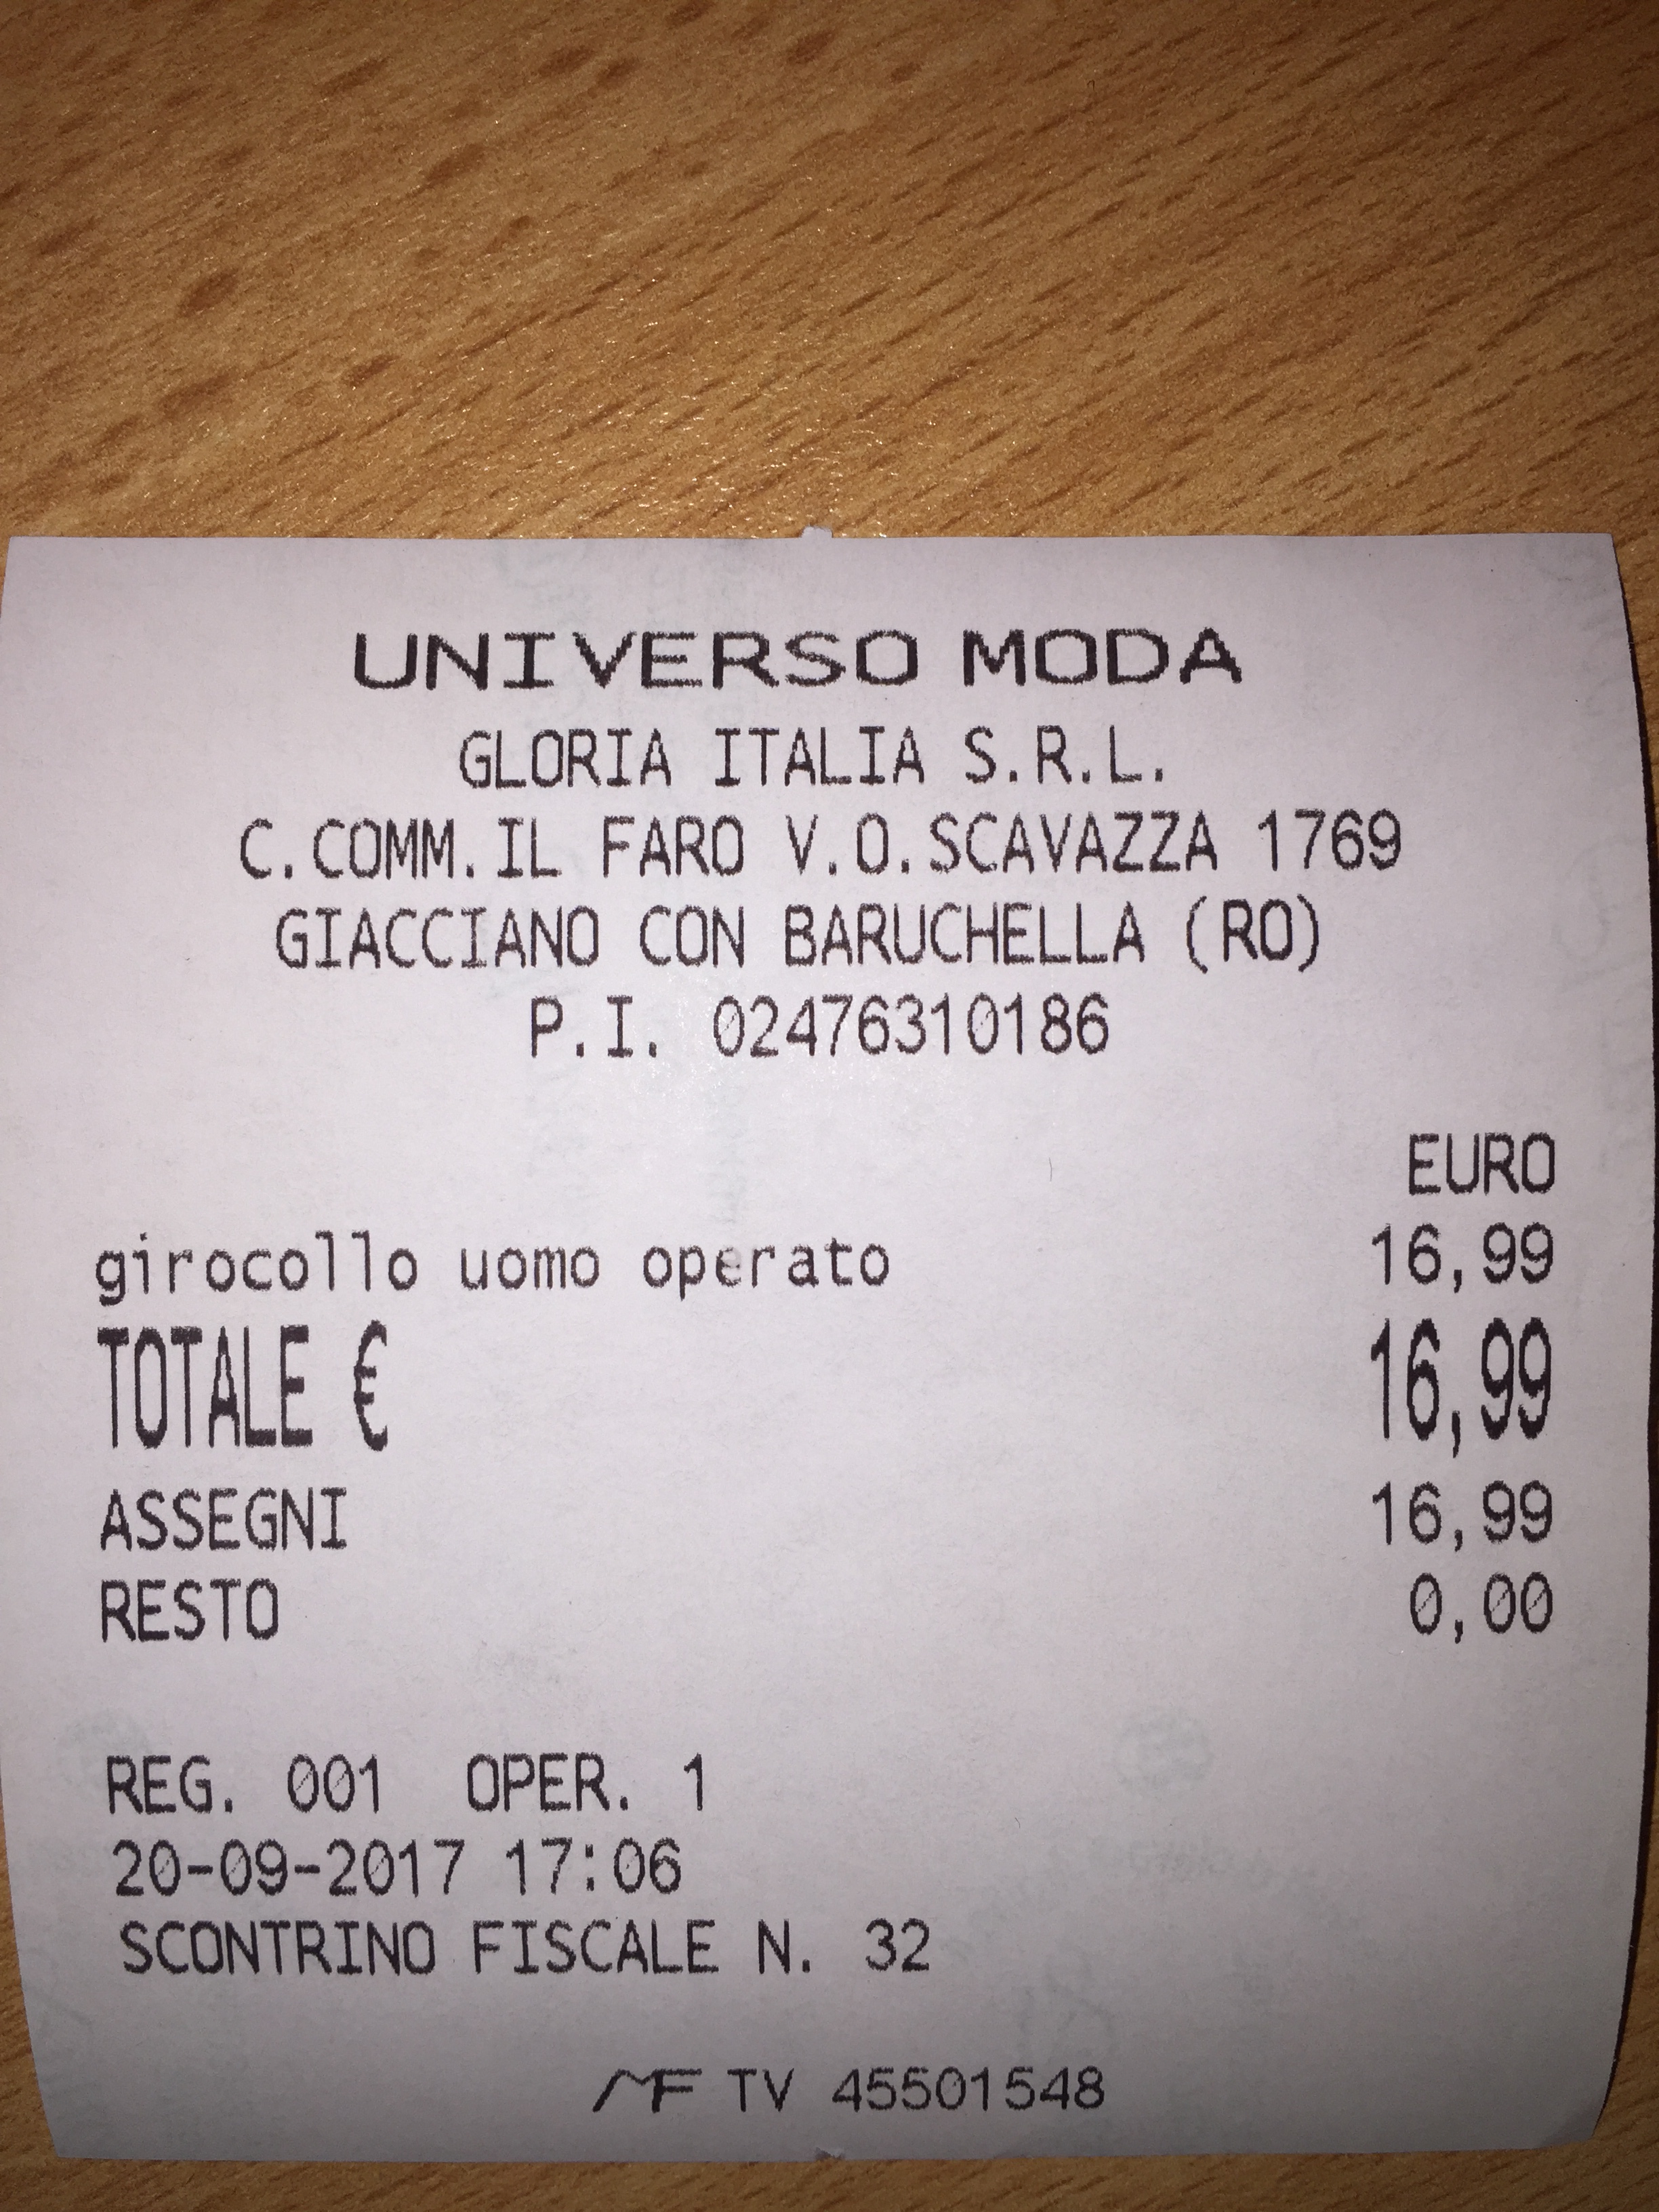 UNIVERSO MODA
GLORIA ITALIA S.R.L.
C.COMM.IL FARO V.O.SCAVAZZA 1769
GIACCIANO CON BARUCHELLA (RO)
P.I. 02476310186
EURO
girocollo uomo operato 16,99
TOTALE € 16,99
ASSEGNI 16,99
RESTO 0,00
REG. 001 OPER. 1
20-09-2017 17:06
SCONTRINO FISCALE N. 32
MF TV 45501548